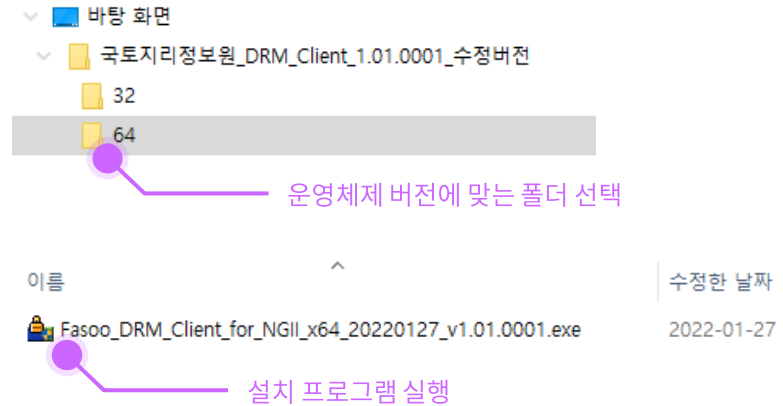 바탕 화면
국토지리정보원_DRM_Client_1.01.0001_수정버전
32
64
운영체제 버전에 맞는 폴더 선택
이름 수정한 날짜
Fasoo_DRM_Client_for_NGII_x64_20220127_v1.01.0001.exe 2022-01-27
설치 프로그램 실행